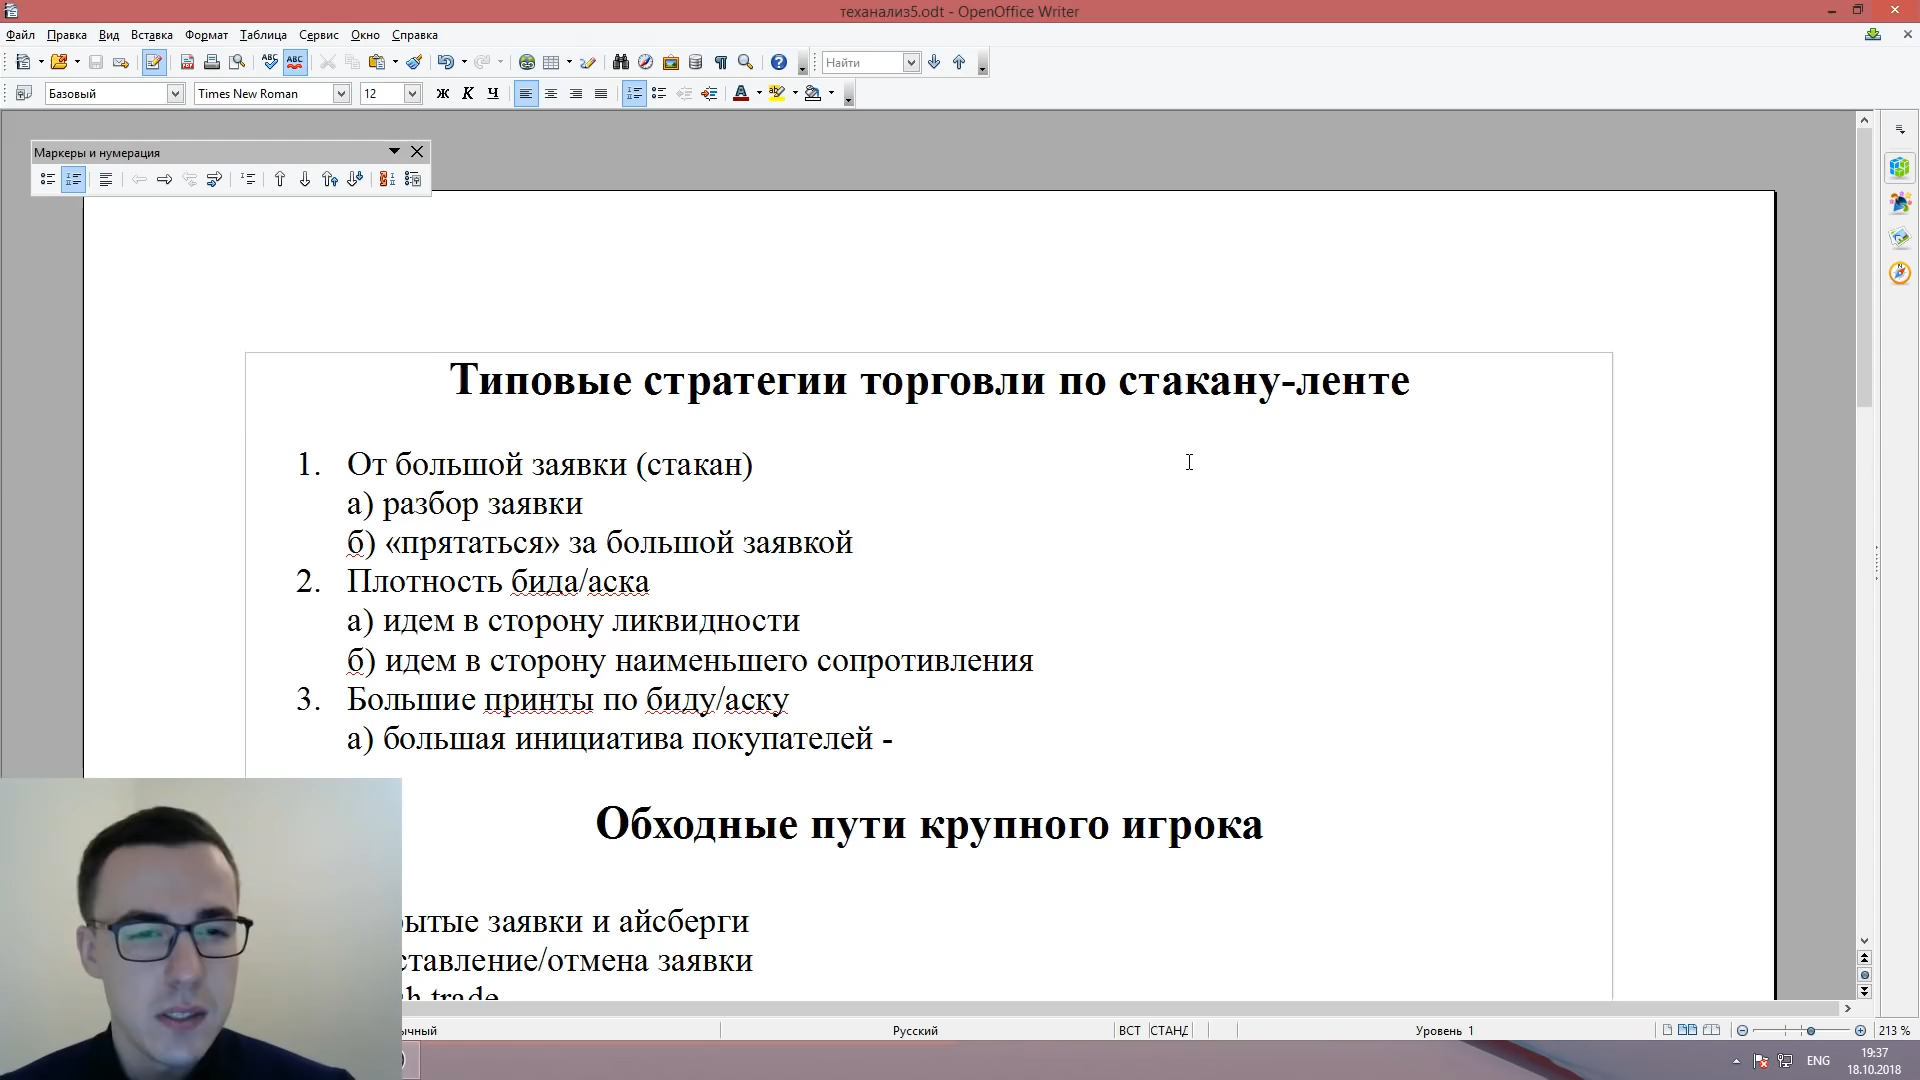 теханализ5.odt - OpenOffice Writer
Файл Правка Вид Вставка Формат Таблица Сервис Окно Справка
Найти
Базовый Times New Roman 12 Ж К Ч
Маркеры и нумерация
Типовые стратегии торговли по стакану-ленте
1. От большой заявки (стакан)
а) разбор заявки
б) «прятаться» за большой заявкой
2. Плотность бида/аска
а) идем в сторону ликвидности
б) идем в сторону наименьшего сопротивления
3. Большие принты по биду/аску
а) большая инициатива покупателей -
Обходные пути крупного игрока
заявки и айсберги
/отмена заявки
trade
Русский ВСТ СТАНД Уровень 1 213 %
ENG 19:37
18.10.2018